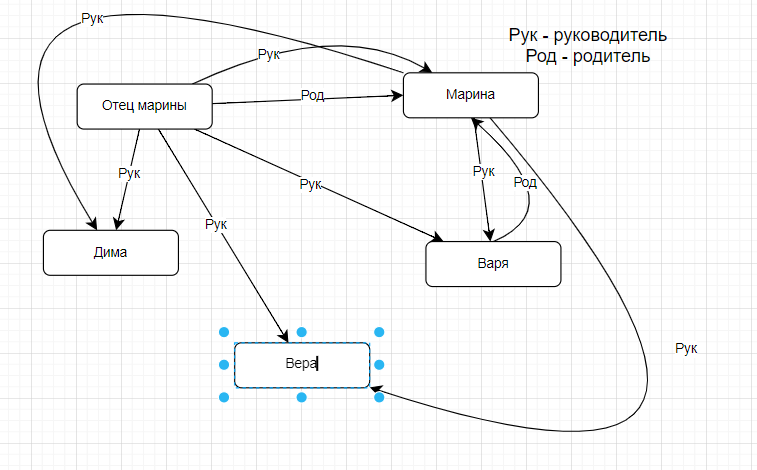 Рук
Рук - руководитель
Род - родитель
Рук
Марина
Отец марины
Род
Рук
Рук
Рук
Род
Рук
Дима
Варя
Рук
Вера